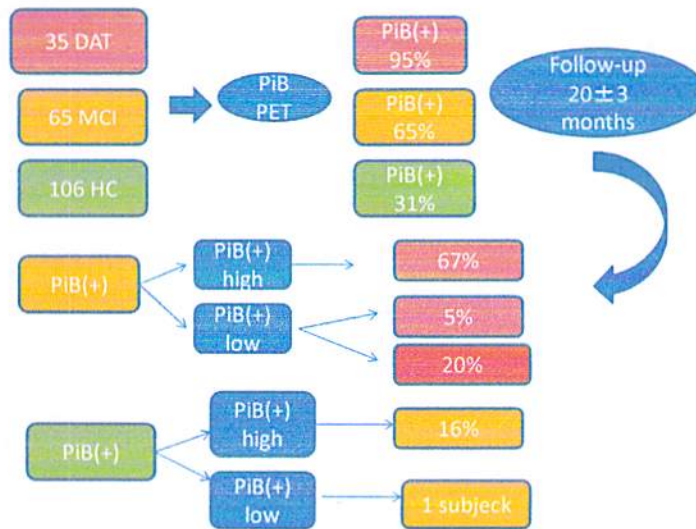 35 DAT
65 MCI
106 HC
PiB
PET
PiB(+)
95%
PiB(+)
65%
PiB(+)
31%
Follow-up
20±3
months
PiB(+)
PiB(+)
high
67%
PiB(+)
low
5%
20%
PiB(+)
PiB(+)
high
16%
PiB(+)
low
1 subjeck